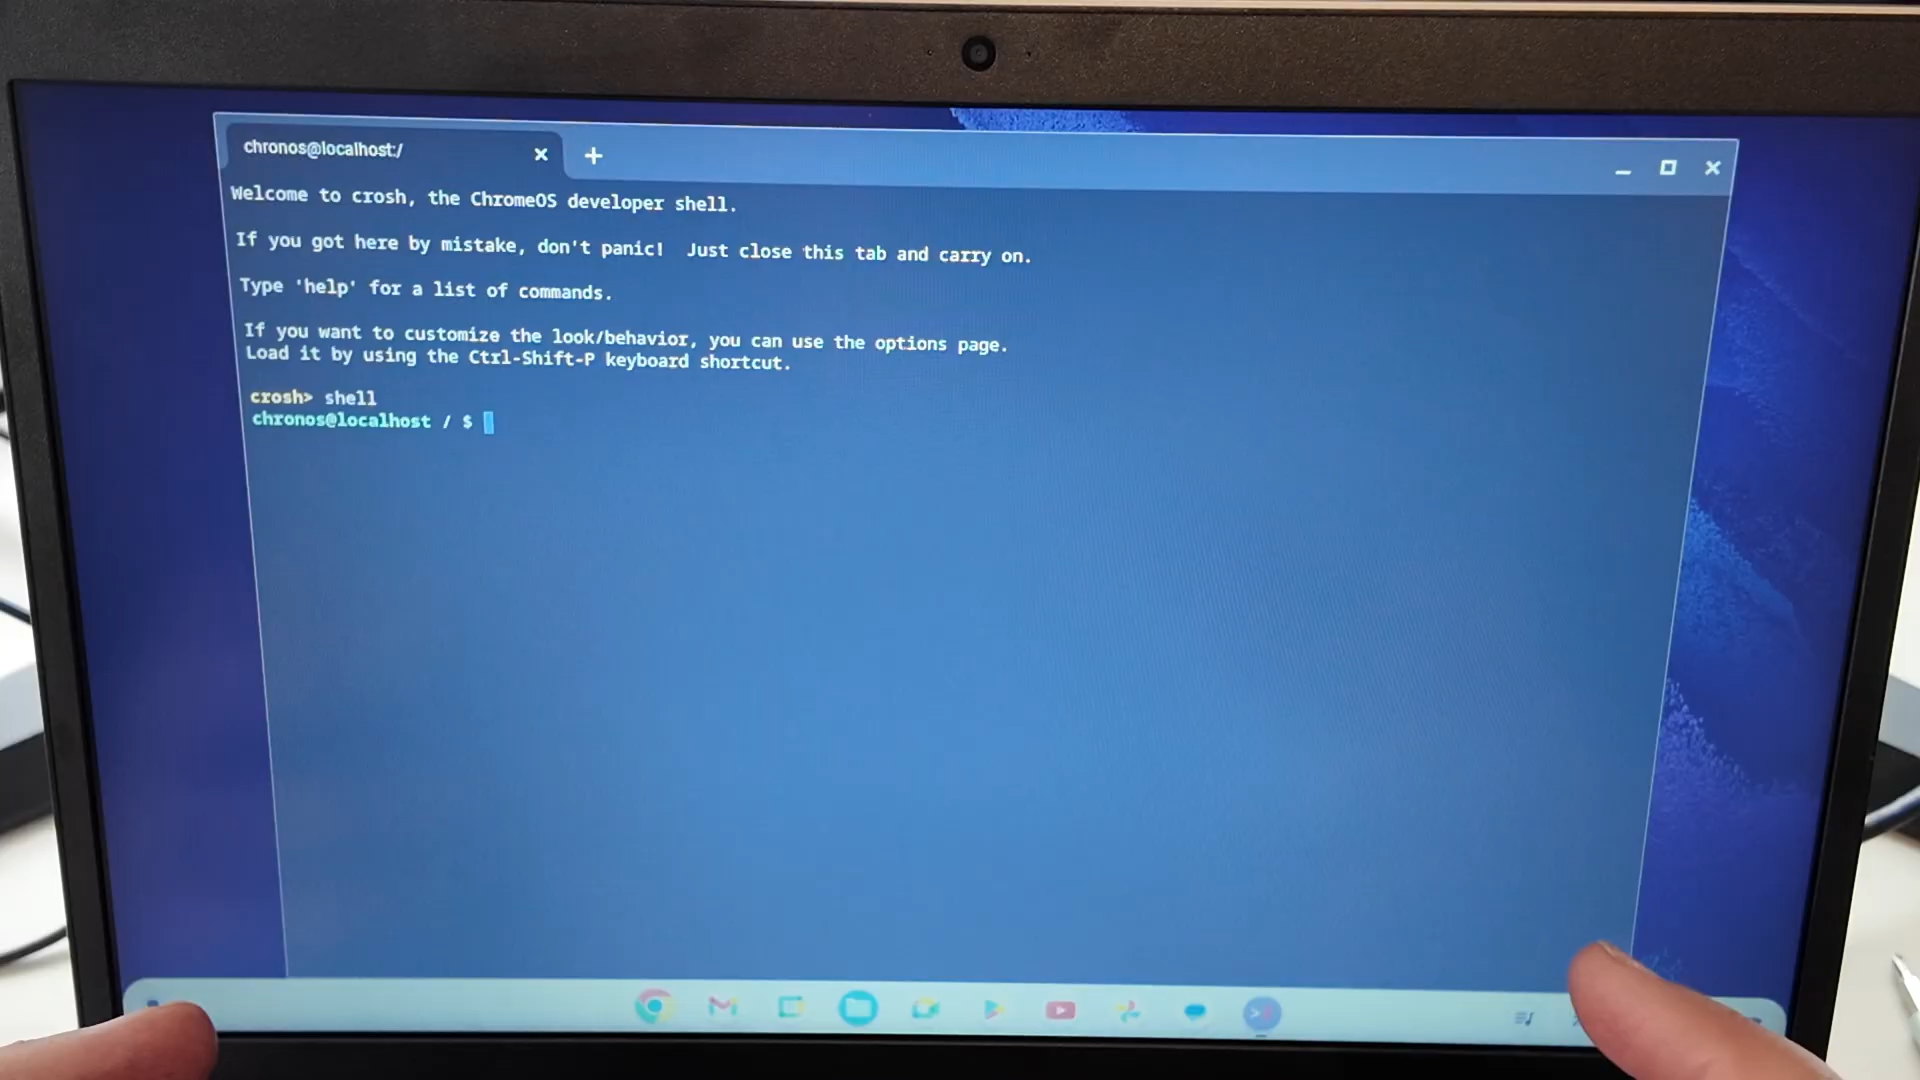 chronos@localhost:/
Welcome to crosh, the ChromeOS developer shell.
If you got here by mistake, don't panic!  Just close this tab and carry on.
Type 'help' for a list of commands.
If you want to customize the look/behavior, you can use the options page.
Load it by using the Ctrl-Shift-P keyboard shortcut.
crosh> shell
chronos@localhost / $